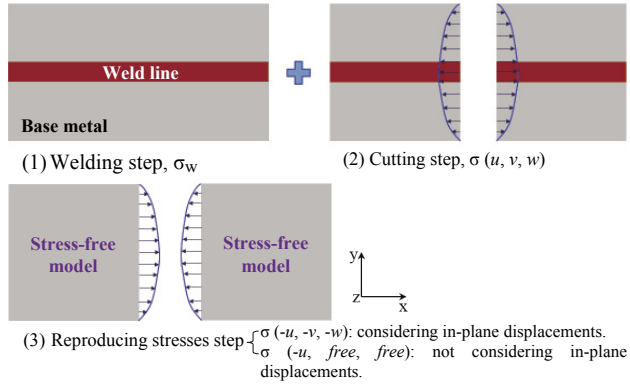 Weld line
Base metal
(1) Welding step, σw
(2) Cutting step, σ (u, v, w)
Stress-free
model
Stress-free
model
y
z
x
(3) Reproducing stresses step
σ (-u, -v, -w): considering in-plane displacements.
σ (-u, free, free): not considering in-plane
displacements.